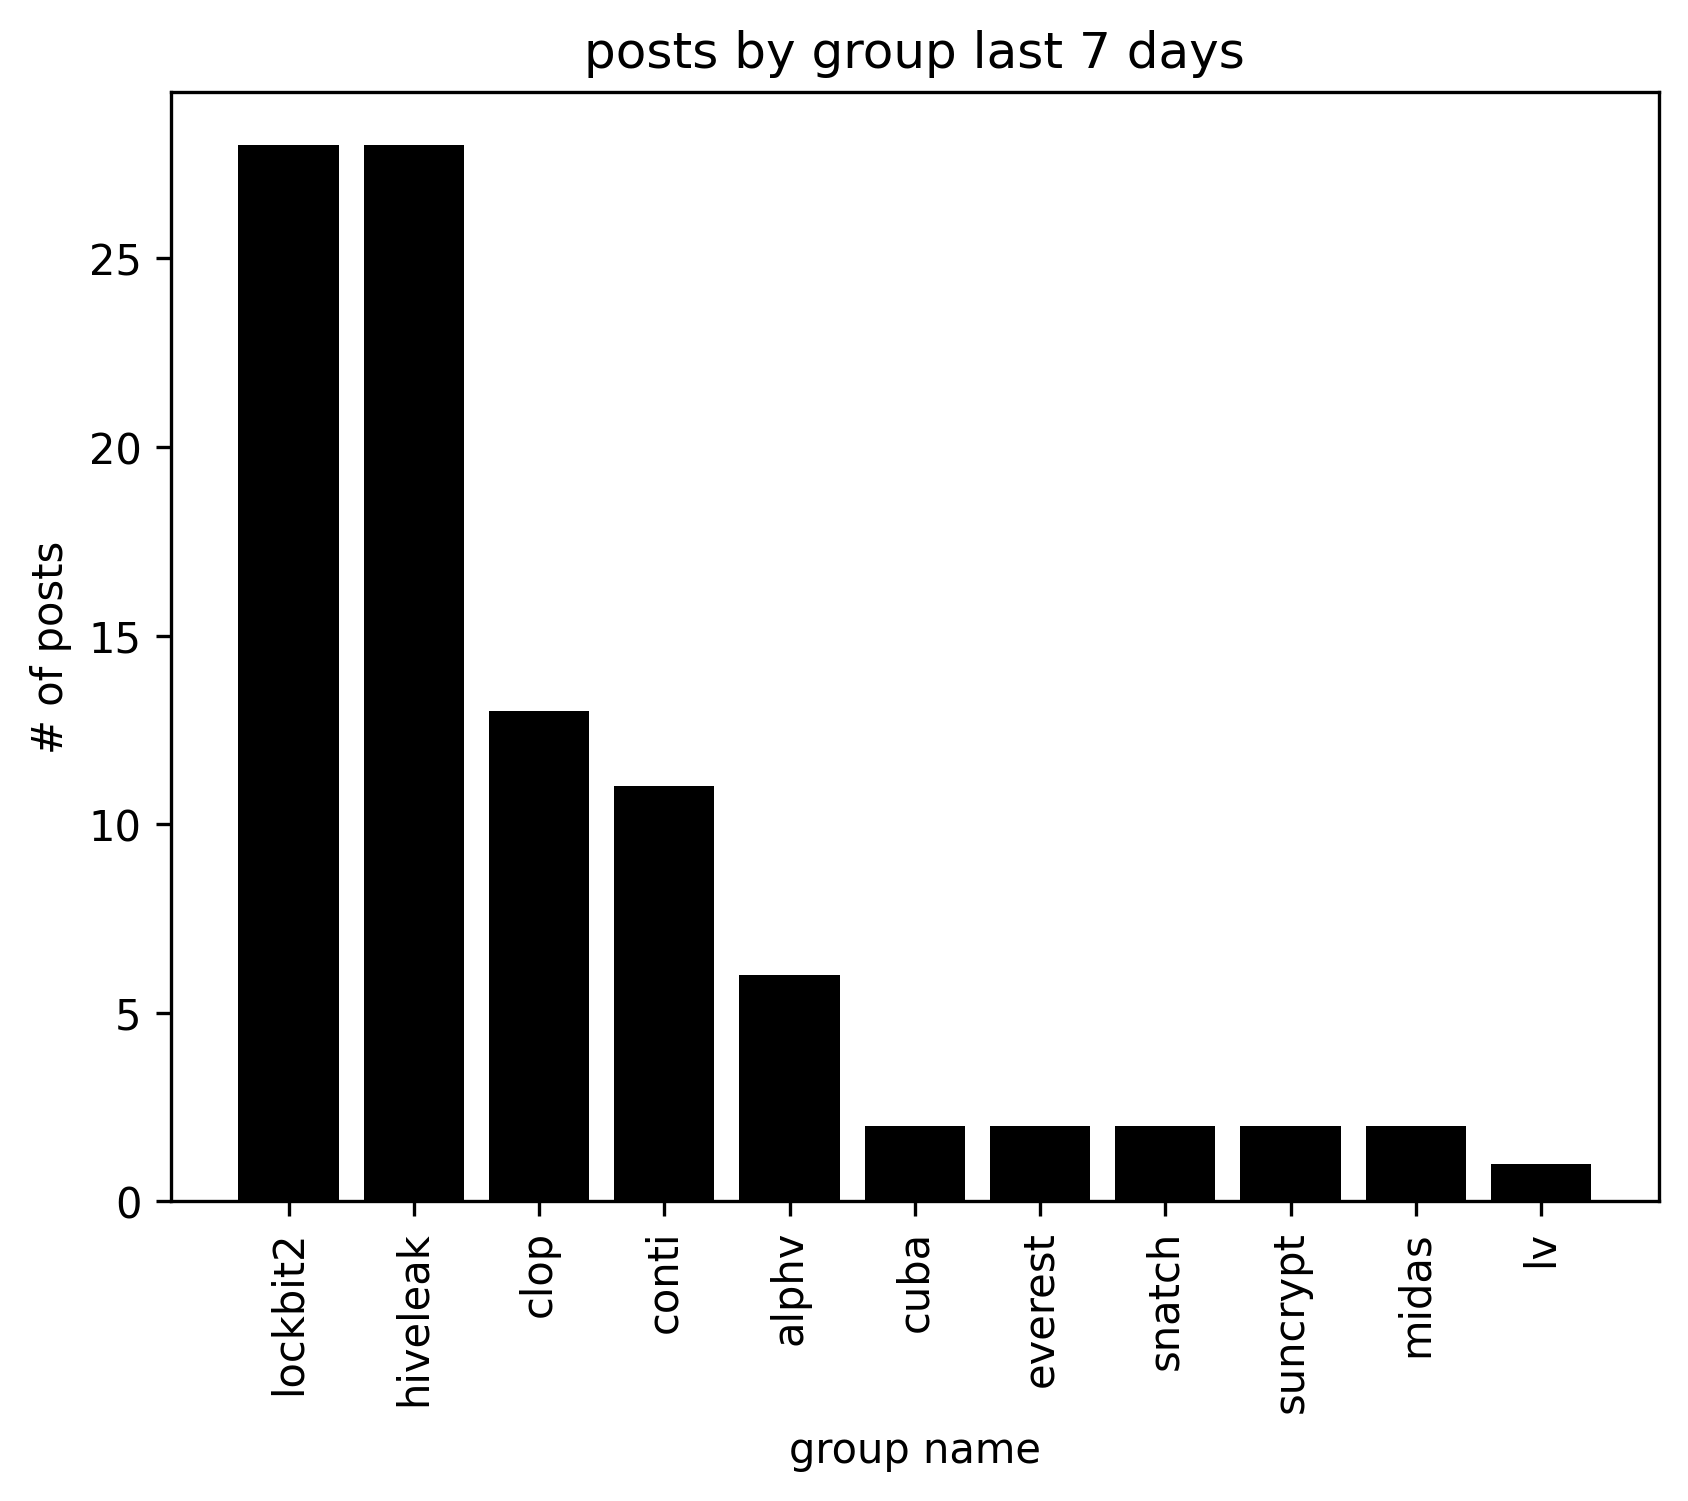 posts by group last 7 days
# of posts
25
20
15
10
5
0
lockbit2
hiveleak
clop
conti
alphv
cuba
everest
snatch
suncrypt
midas
lv
group name